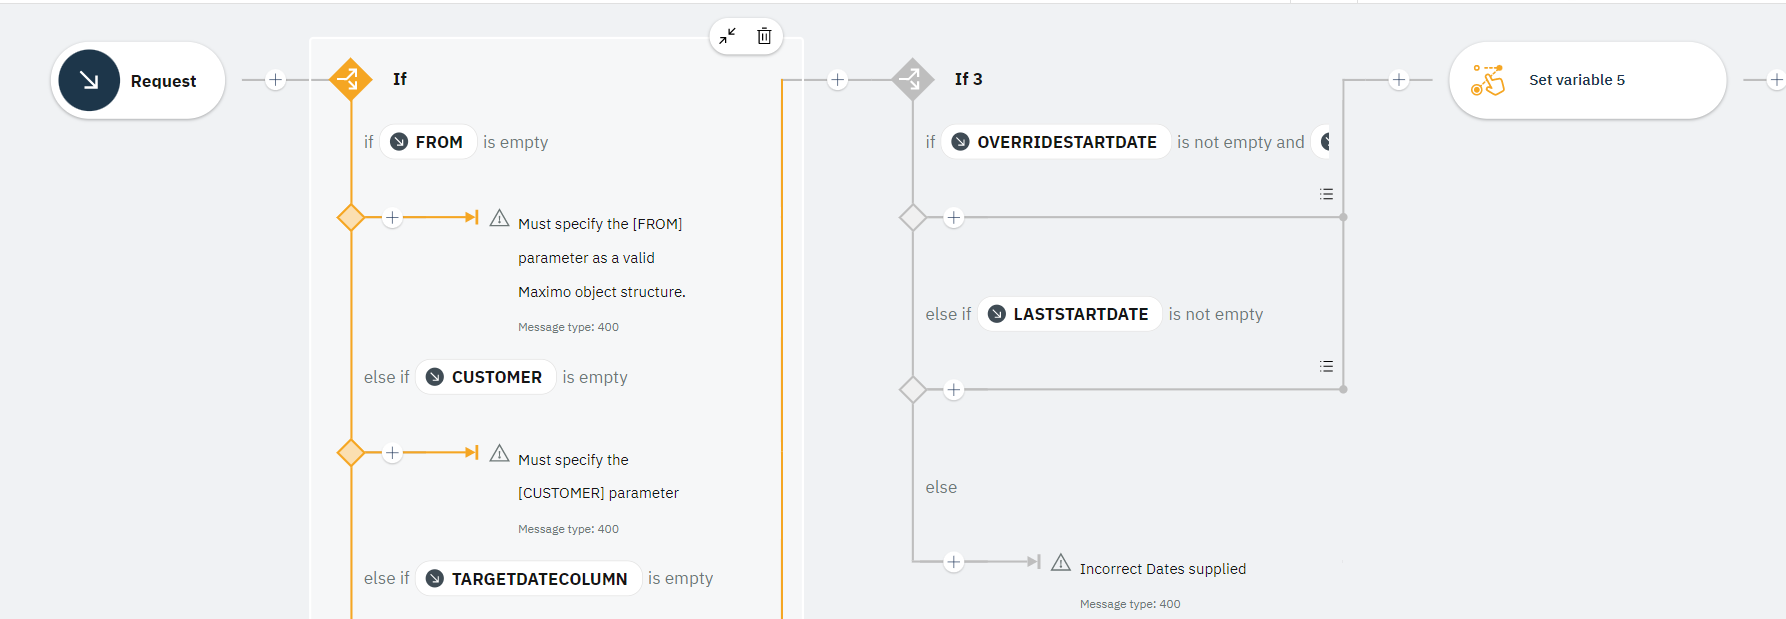 Request
If
if FROM is empty
Must specify the [FROM]
parameter as a valid
Maximo object structure.
Message type: 400
else if CUSTOMER is empty
Must specify the
[CUSTOMER] parameter
Message type: 400
else if TARGETDATECOLUMN is empty
If 3
if OVERRIDESTARTDATE is not empty and
else if LASTSTARTDATE is not empty
else
Incorrect Dates supplied
Message type: 400
Set variable 5